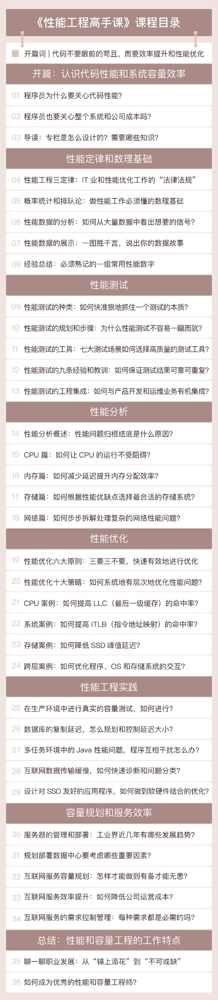 《性能工程高手课》课程目录
开篇词 | 代码不要眼前的苟且，而要效率提升和性能优化
开篇：认识代码性能和系统容量效率
01 程序员为什么要关心代码性能？
02 程序员也要关心整个系统和公司成本吗？
03 导读：专栏是怎么设计的？需要哪些知识？
性能定律和数理基础
04 性能工程三定律：IT 业和性能优化工作的“法律法规”
05 概率统计和排队论：做性能工作必须懂的数理基础
06 性能数据的分析：如何从大量数据中看出想要的信号？
07 性能数据的展示：一图胜千言，说出你的数据故事
08 经验总结：必须熟记的一组常用性能数字
性能测试
09 性能测试的种类：如何快准狠地抓住一个测试的本质？
10 性能测试的规划和步骤：为什么性能测试不容易一蹴而就？
11 性能测试的工具：七大测试场景如何选择高质量的测试工具？
12 性能测试的九条经验和教训：如何保证测试结果可靠可重复？
13 性能测试的工程集成：如何与产品开发和运维业务有机集成？
性能分析
14 性能分析概述：性能问题归根结底是什么原因？
15 CPU 篇：如何让 CPU 的运行不受阻碍？
16 内存篇：如何减少延迟提升内存分配效率？
17 存储篇：如何根据性能优缺点选择最合适的存储系统？
18 网络篇：如何步步拆解处理复杂的网络性能问题？
性能优化
19 性能优化六大原则：三要三不要，快速有效地进行优化
20 性能优化十大策略：如何系统地有层次地优化性能问题？
21 CPU 案例：如何提高 LLC（最后一级缓存）的命中率？
22 系统案例：如何提高 iTLB（指令地址映射）的命中率？
23 存储案例：如何降低 SSD 峰值延迟？
24 跨层案例：如何优化程序、OS 和存储系统的交互？
性能工程实践
25 在生产环境中进行真实的容量测试，如何进行？
26 数据库的复制延迟，怎么规划和控制延迟大小？
27 多任务环境中的 Java 性能问题，程序互相干扰怎么办？
28 互联网数据传输缓慢，如何快速诊断和问题分类？
29 设计对 SSD 友好的应用程序，如何做到软硬件结合的优化？
容量规划和服务效率
30 服务器的管理和部署：工业界近几年有哪些发展趋势？
31 规划部署数据中心要考虑哪些重要因素？
32 互联网服务容量规划：怎样才能做到有备才能无患？
33 互联网服务效率提升：如何降低公司运营成本？
34 互联网服务的需求控制管理：每种需求都是必需的吗？
总结：性能和容量工程的工作特点
35 聊一聊职业发展：从“锦上添花”到“不可或缺”
36 如何成为优秀的性能和容量工程师？